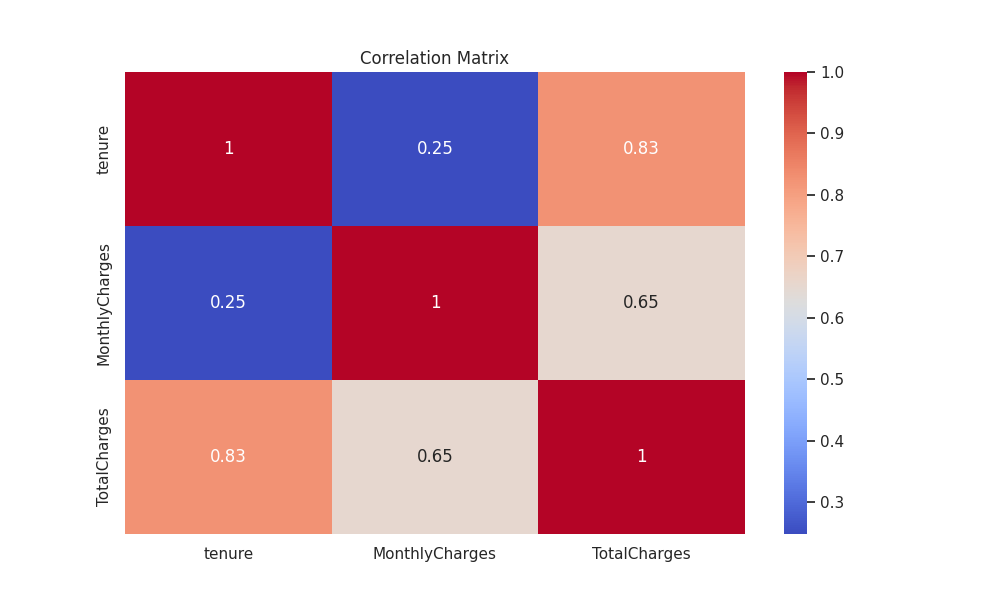 Correlation Matrix
tenure
1
0.25
0.83
MonthlyCharges
0.25
1
0.65
TotalCharges
0.83
0.65
1
tenure
MonthlyCharges
TotalCharges
1.0
0.9
0.8
0.7
0.6
0.5
0.4
0.3